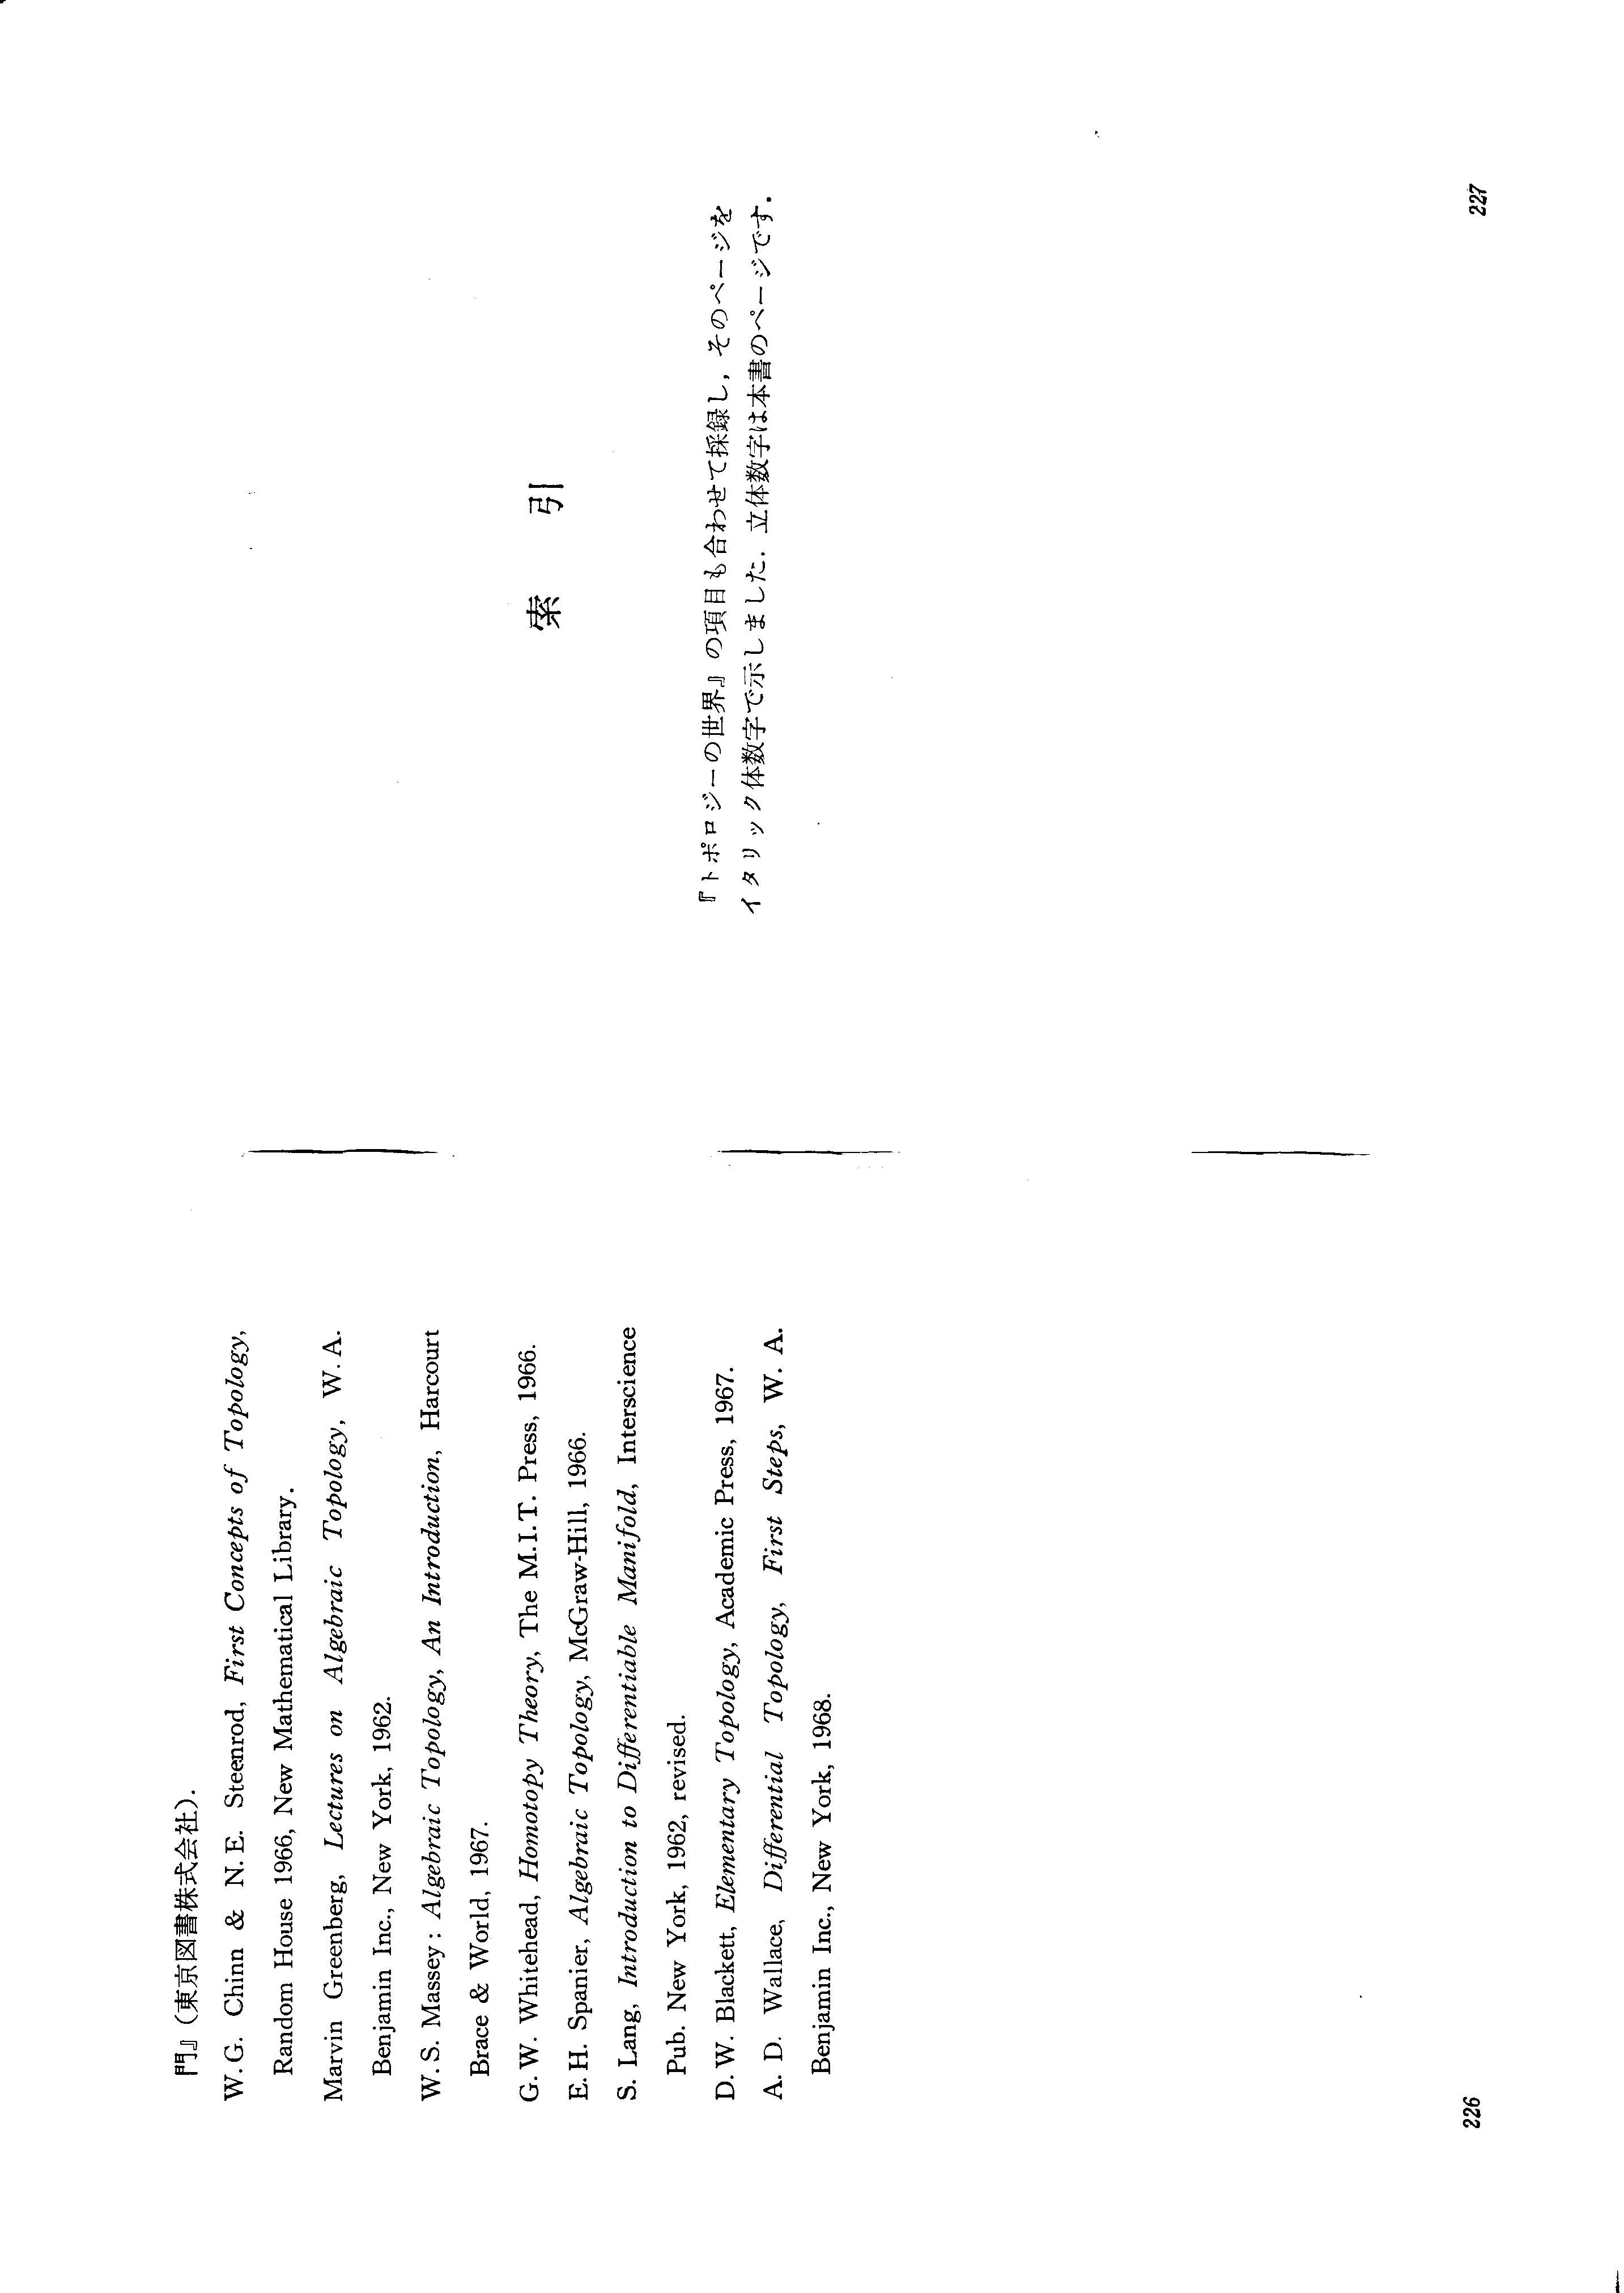 門』(東京図書株式会社).
W. G. Chinn & N. E. Steenrod, First Concepts of Topology,
Random House 1966, New Mathematical Library.
Marvin Greenberg, Lectures on Algebraic Topology, W. A.
Benjamin Inc., New York, 1962.
W. S. Massey : Algebraic Topology, An Introduction, Harcourt
Brace & World, 1967.
G. W. Whitehead, Homotopy Theory, The M.I.T. Press, 1966.
E. H. Spanier, Algebraic Topology, McGraw-Hill, 1966.
S. Lang, Introduction to Differentiable Manifold, Interscience
Pub. New York, 1962, revised.
D. W. Blackett, Elementary Topology, Academic Press, 1967.
A. D. Wallace, Differential Topology, First Steps, W. A.
Benjamin Inc., New York, 1968.
226
索 引
『トポロジーの世界』の項目も合わせて採録し,そのページを
イタリック体数字で示しました.立体数字は本書のページです.
227